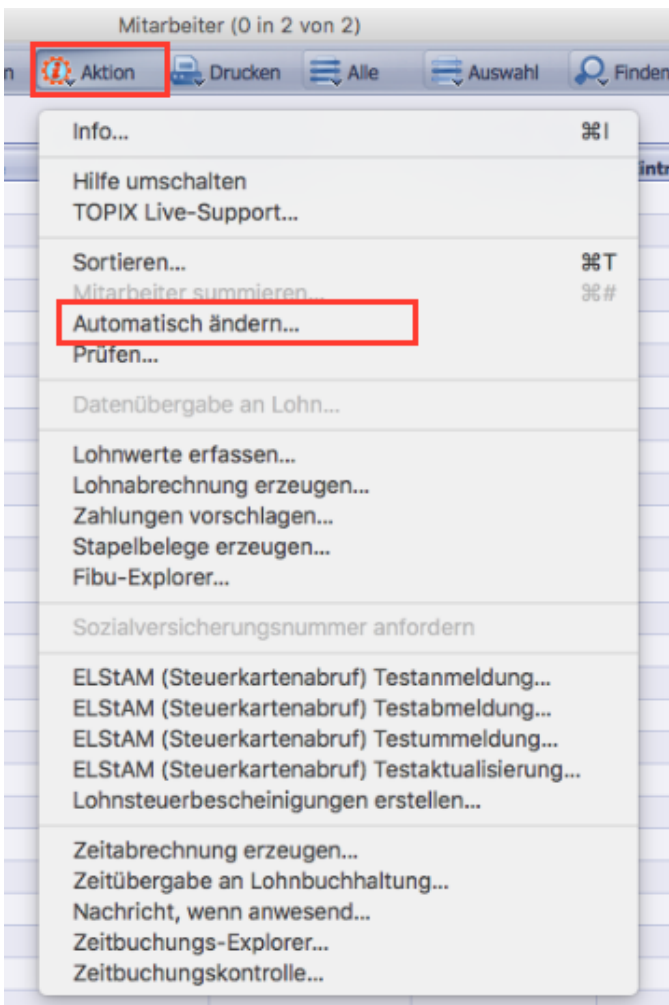 Mitarbeiter (0 in 2 von 2)
n Aktion Drucken Alle Auswahl Finden
Info... ⌘I
Hilfe umschalten
TOPIX Live-Support...
Sortieren... ⌘T
Mitarbeiter summieren... ⌘#
Automatisch ändern...
Prüfen...
Datenübergabe an Lohn...
Lohnwerte erfassen...
Lohnabrechnung erzeugen...
Zahlungen vorschlagen...
Stapelbelege erzeugen...
Fibu-Explorer...
Sozialversicherungsnummer anfordern
ELStAM (Steuerkartenabruf) Testanmeldung...
ELStAM (Steuerkartenabruf) Testabmeldung...
ELStAM (Steuerkartenabruf) Testummeldung...
ELStAM (Steuerkartenabruf) Testaktualisierung...
Lohnsteuerbescheinigungen erstellen...
Zeitabrechnung erzeugen...
Zeitübergabe an Lohnbuchhaltung...
Nachricht, wenn anwesend...
Zeitbuchungs-Explorer...
Zeitbuchungskontrolle...